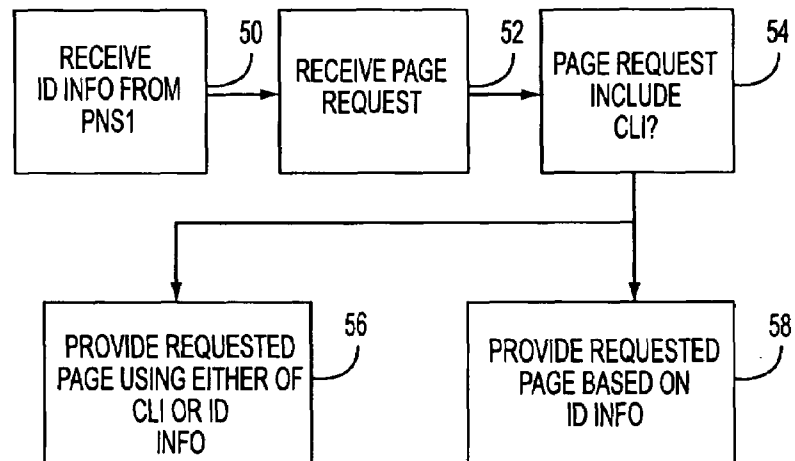 RECEIVE
ID INFO FROM
PNS1
50
RECEIVE PAGE
REQUEST
52
PAGE REQUEST
INCLUDE
CLI?
54
PROVIDE REQUESTED
PAGE USING EITHER OF
CLI OR ID
INFO
56
PROVIDE REQUESTED
PAGE BASED ON
ID INFO
58